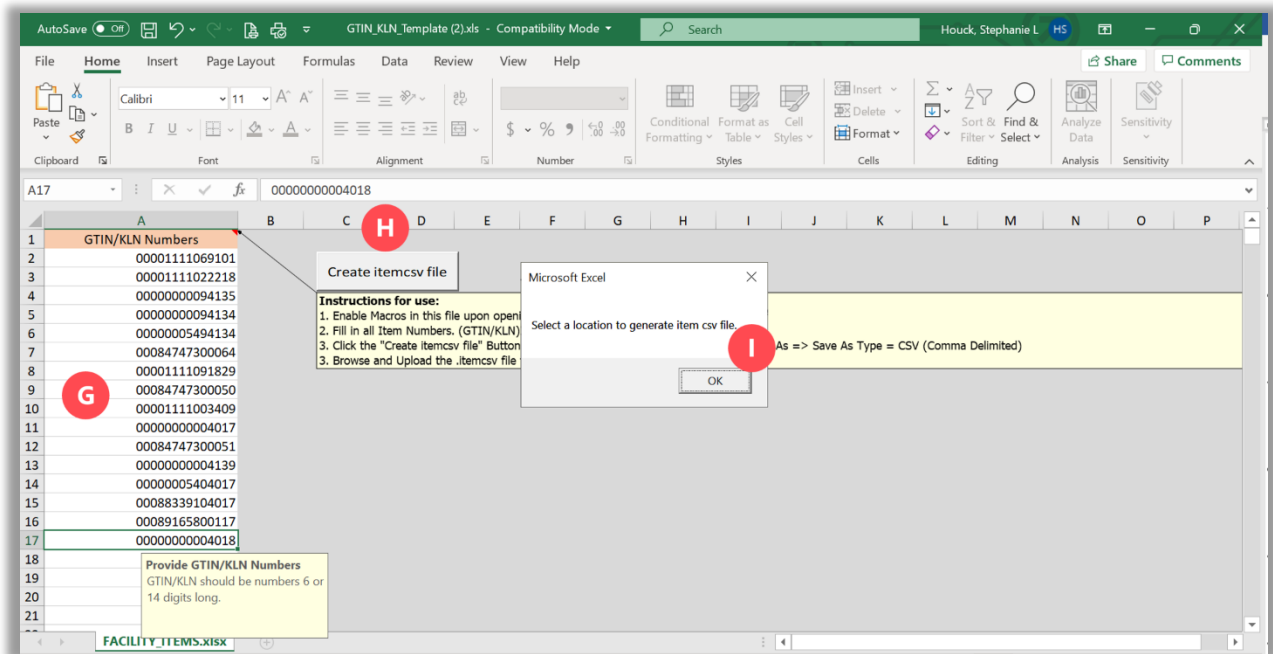 AutoSave Off GTIN_KLN_Template (2).xls - Compatibility Mode Search Houck, Stephanie L HS
File Home Insert Page Layout Formulas Data Review View Help Share Comments
Paste
Calibri 11 A^ A˅ ab Insert Σ
B I U A $ % 9 Conditional Formatting Format as Table Cell Styles Delete Format Sort & Filter Find & Select Analyze Data Sensitivity
Clipboard Font Alignment Number Styles Cells Editing Analysis Sensitivity
A17 fx 00000000004018
A B C D E F G H I J K L M N O P
H
1 GTIN/KLN Numbers
2 00001111069101
3 00001111022218
4 00000000094135
5 00000000094134
6 00000005494134
7 00084747300064
8 00001111091829
9 00084747300050
10 00001111003409
11 00000000004017
12 00084747300051
13 00000000004139
14 00000005404017
15 00088339104017
16 00089165800117
17 00000000004018
18
19
20
21
G
Create itemcsv file
Instructions for use:
1. Enable Macros in this file upon openi
2. Fill in all Item Numbers. (GTIN/KLN)
3. Click the "Create itemcsv file" Button As => Save As Type = CSV (Comma Delimited)
3. Browse and Upload the .itemcsv file
Microsoft Excel
Select a location to generate item csv file.
I
OK
Provide GTIN/KLN Numbers
GTIN/KLN should be numbers 6 or
14 digits long.
FACILITY_ITEMS.xlsx